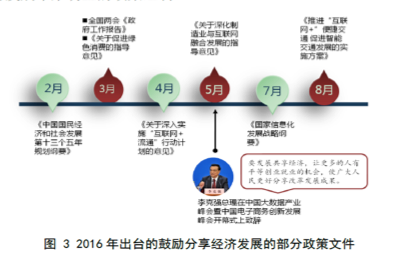 ■全国两会《政
府工作报告》
■《关于促进绿
色消费的指导
意见》
《关于深化制
造业与互联网
融合发展的指
导意见》
《推进“互联
网+”便捷交
通 促进智能
交通发展的实
施方案》
2月
3月
4月
5月
7月
8月
《中国国民经
济和社会发展
第十三个五年
规划纲要》
《关于深入实
施“互联网+
流通”行动计
划的意见》
《国家信息化
发展战略纲
要》
要发展共享经济，让更多的人有
平等创业就业的机会，使广大人
民更好分享改革发展成果。
李克强总理在中国大数据产业
峰会暨中国电子商务创新发展
峰会开幕式上致辞
图 3 2016 年出台的鼓励分享经济发展的部分政策文件